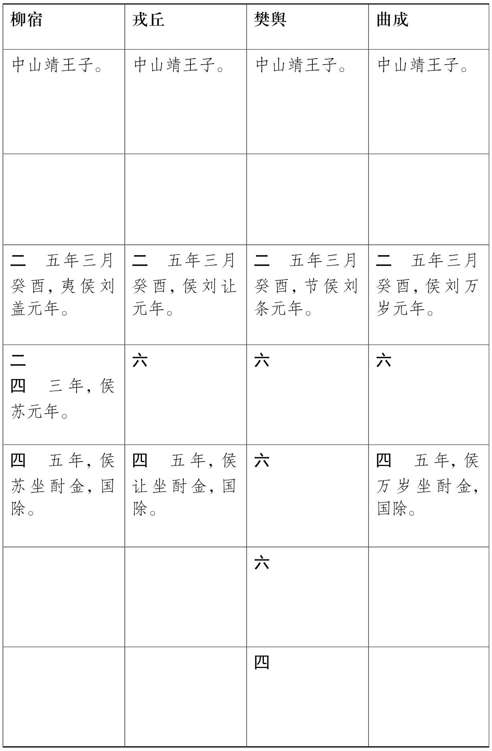 柳宿 戎丘 樊舆 曲成
中山靖王子。 中山靖王子。 中山靖王子。 中山靖王子。
二　五年三月
癸酉，夷侯刘
盖元年。
二　五年三月
癸酉，侯刘让
元年。
二　五年三月
癸酉，节侯刘
条元年。
二　五年三月
癸酉，侯刘万
岁元年。
二
四　三年，侯
苏元年。
六
六
六
四　五年，侯
苏坐酎金，国
除。
四　五年，侯
让坐酎金，国
除。
六
四　五年，侯
万岁坐酎金，
国除。
六
四